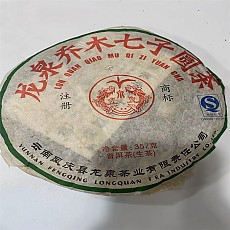 龙泉乔木七子圆茶
LON QUAN QIAO MU QI ZI YUAN CHA
注册
商标
净含量:357克
普洱茶(生茶)
云南凤庆县龙泉茶业有限责任公司
YUNNAN FENGQING LONGQUAN TEA INDUSTRY CO